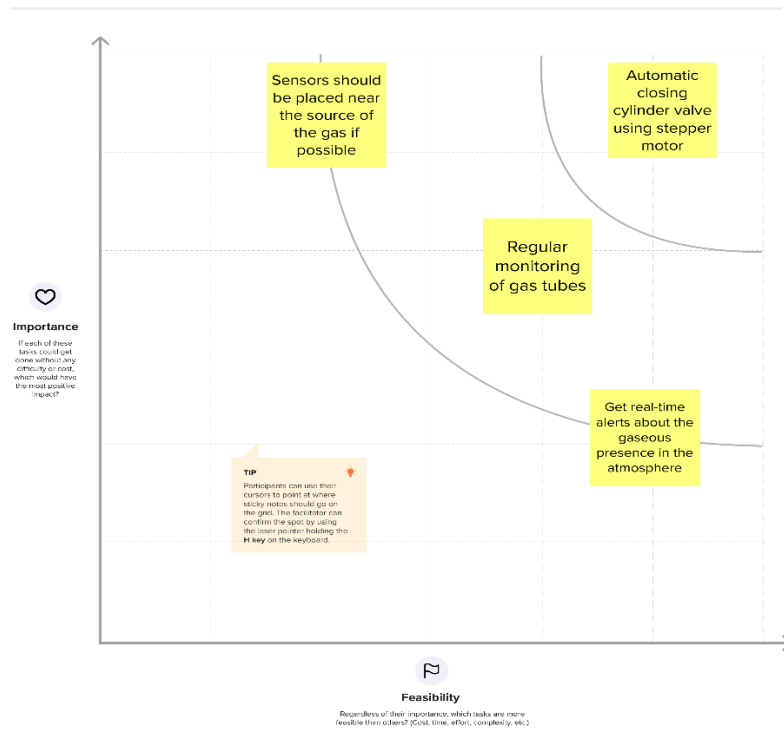 Sensors should
be placed near
the source of
the gas if
possible
Automatic
closing
cylinder valve
using stepper
motor
Regular
monitoring
of gas tubes
Importance
If each of these
tasks could get
done without any
difficulty or cost,
which would have
the most positive
impact?
Get real-time
alerts about the
gaseous
presence in the
atmosphere
TIP
Participants can use their
cursors to point at where
sticky notes should go on
the grid. The facilitator can
confirm the spot by using
the laser pointer holding the
H key on the keyboard.
Feasibility
Regardless of their importance, which tasks are more
feasible than others? (Cost, time, effort, complexity, etc.)